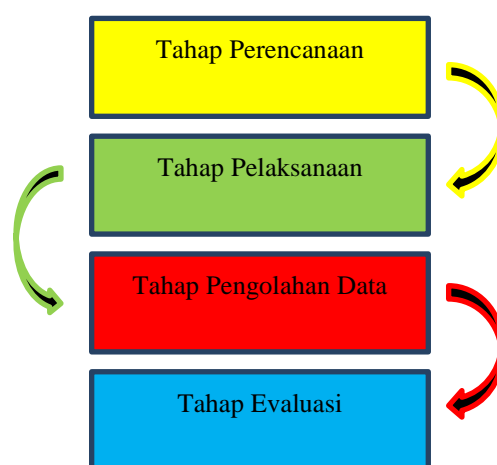 Tahap Perencanaan
Tahap Pelaksanaan
Tahap Pengolahan Data
Tahap Evaluasi